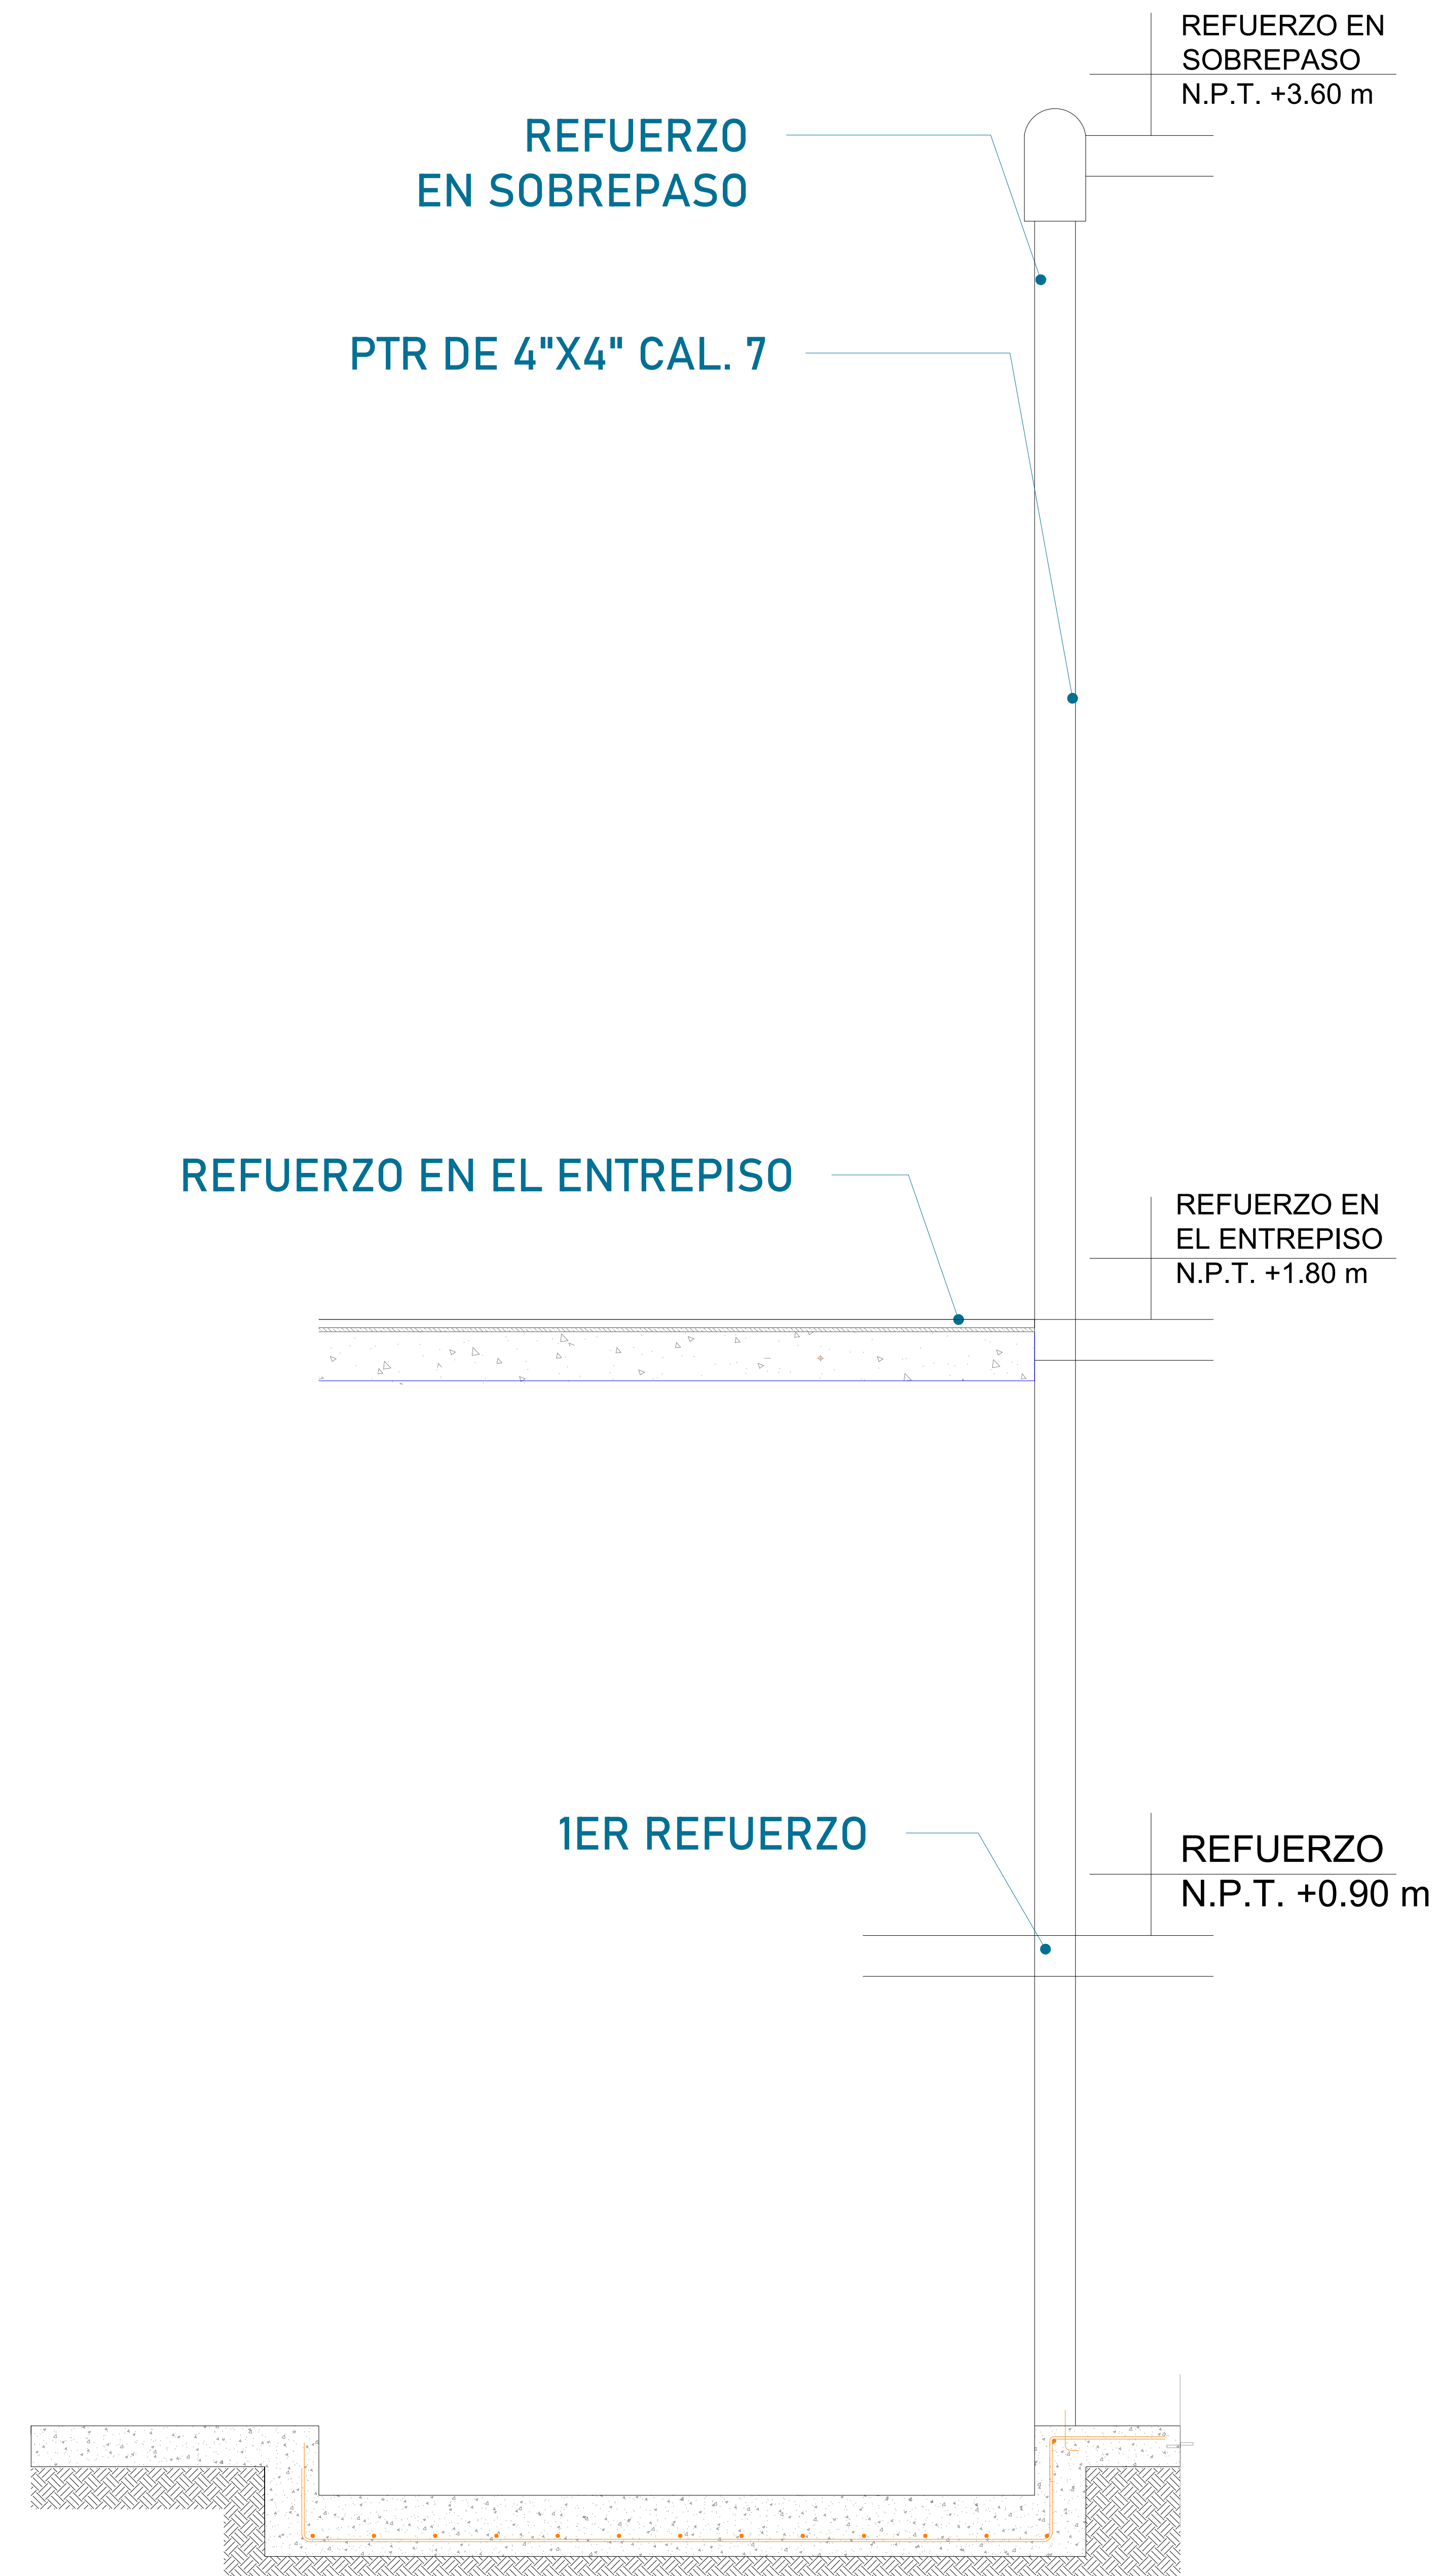 REFUERZO EN
SOBREPASO
N.P.T. +3.60 m
REFUERZO
EN SOBREPASO
PTR DE 4"X4" CAL. 7
REFUERZO EN EL ENTREPISO
REFUERZO EN
EL ENTREPISO
N.P.T. +1.80 m
1ER REFUERZO
REFUERZO
N.P.T. +0.90 m